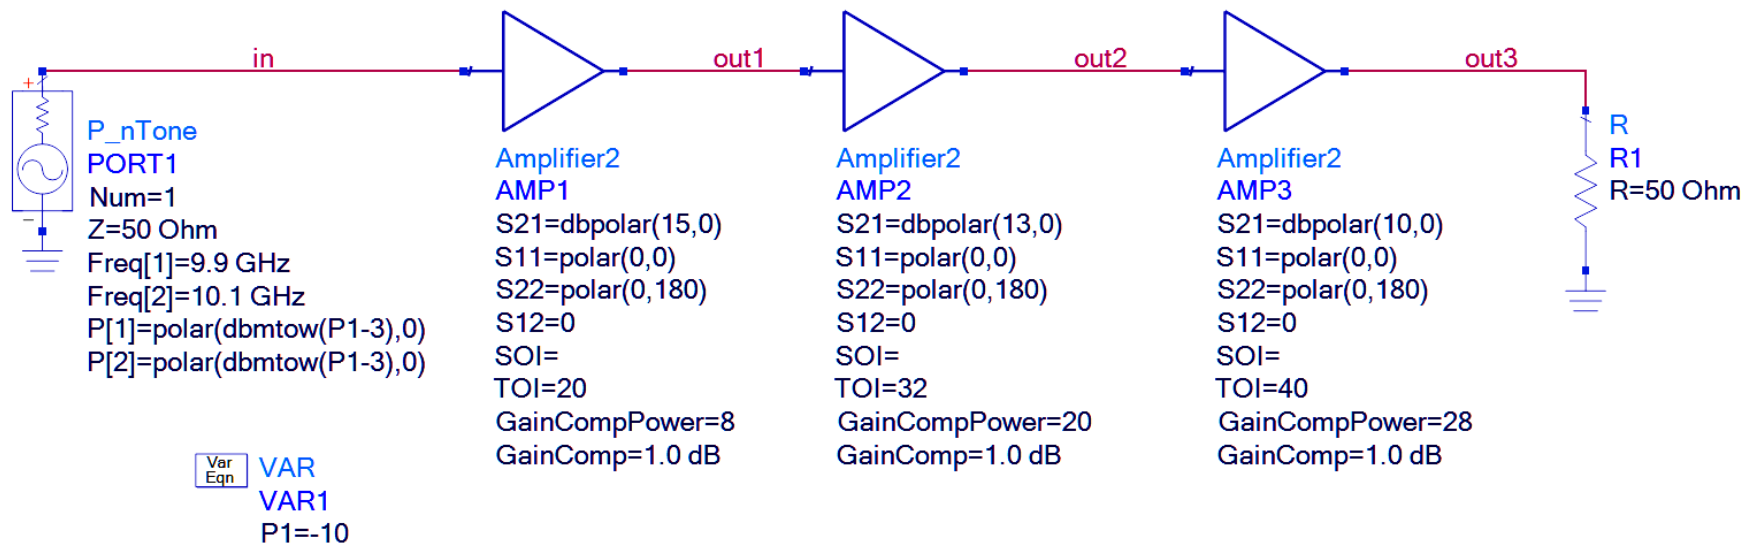 in
out1
out2
out3
+
-
P_nTone
PORT1
Num=1
Z=50 Ohm
Freq[1]=9.9 GHz
Freq[2]=10.1 GHz
P[1]=polar(dbmtow(P1-3),0)
P[2]=polar(dbmtow(P1-3),0)
Amplifier2
AMP1
S21=dbpolar(15,0)
S11=polar(0,0)
S22=polar(0,180)
S12=0
SOI=
TOI=20
GainCompPower=8
GainComp=1.0 dB
Amplifier2
AMP2
S21=dbpolar(13,0)
S11=polar(0,0)
S22=polar(0,180)
S12=0
SOI=
TOI=32
GainCompPower=20
GainComp=1.0 dB
Amplifier2
AMP3
S21=dbpolar(10,0)
S11=polar(0,0)
S22=polar(0,180)
S12=0
SOI=
TOI=40
GainCompPower=28
GainComp=1.0 dB
R
R1
R=50 Ohm
Var
Eqn
VAR
VAR1
P1=-10